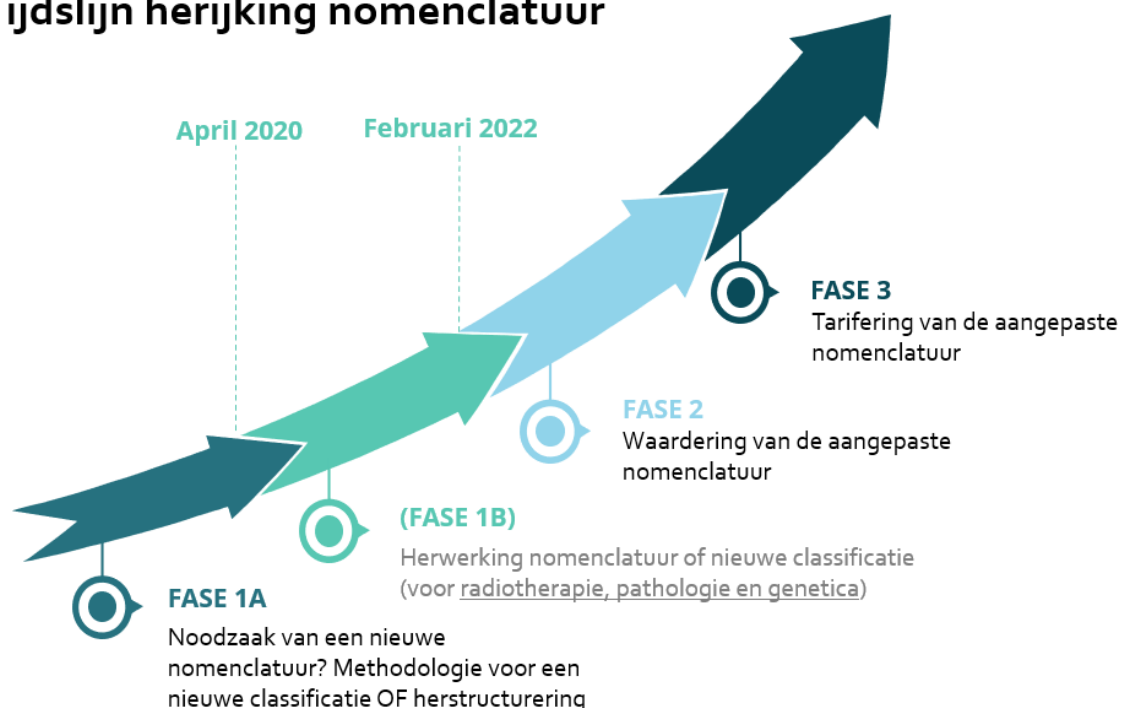 ijdslijn herijking nomenclatuur
April 2020
Februari 2022
FASE 3
Tarifering van de aangepaste
nomenclatuur
FASE 2
Waardering van de aangepaste
nomenclatuur
(FASE 1B)
Herwerking nomenclatuur of nieuwe classificatie
(voor radiotherapie, pathologie en genetica)
FASE 1A
Noodzaak van een nieuwe
nomenclatuur? Methodologie voor een
nieuwe classificatie OF herstructurering